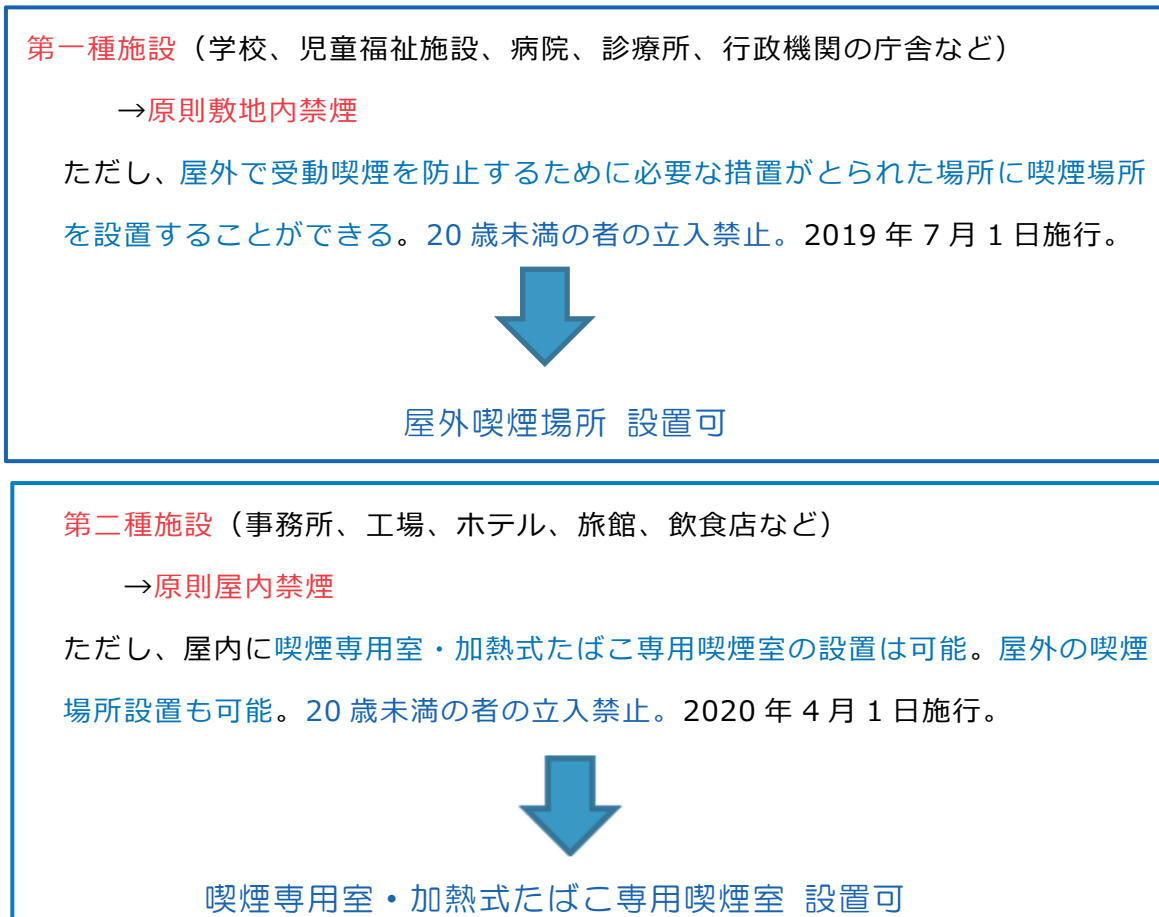 第一種施設（学校、児童福祉施設、病院、診療所、行政機関の庁舎など）
→原則敷地内禁煙
ただし、屋外で受動喫煙を防止するために必要な措置がとられた場所に喫煙場所
を設置することができる。20 歳未満の者の立入禁止。2019 年 7 月 1 日施行。
屋外喫煙場所 設置可
第二種施設（事務所、工場、ホテル、旅館、飲食店など）
→原則屋内禁煙
ただし、屋内に喫煙専用室・加熱式たばこ専用喫煙室の設置は可能。屋外の喫煙
場所設置も可能。20 歳未満の者の立入禁止。2020 年 4 月 1 日施行。
喫煙専用室・加熱式たばこ専用喫煙室 設置可